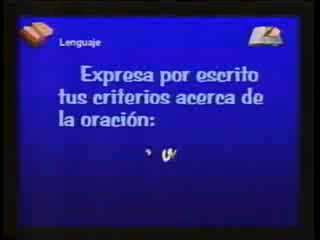 Lenguaje
Expresa por escrito
tus criterios acerca de
la oración: